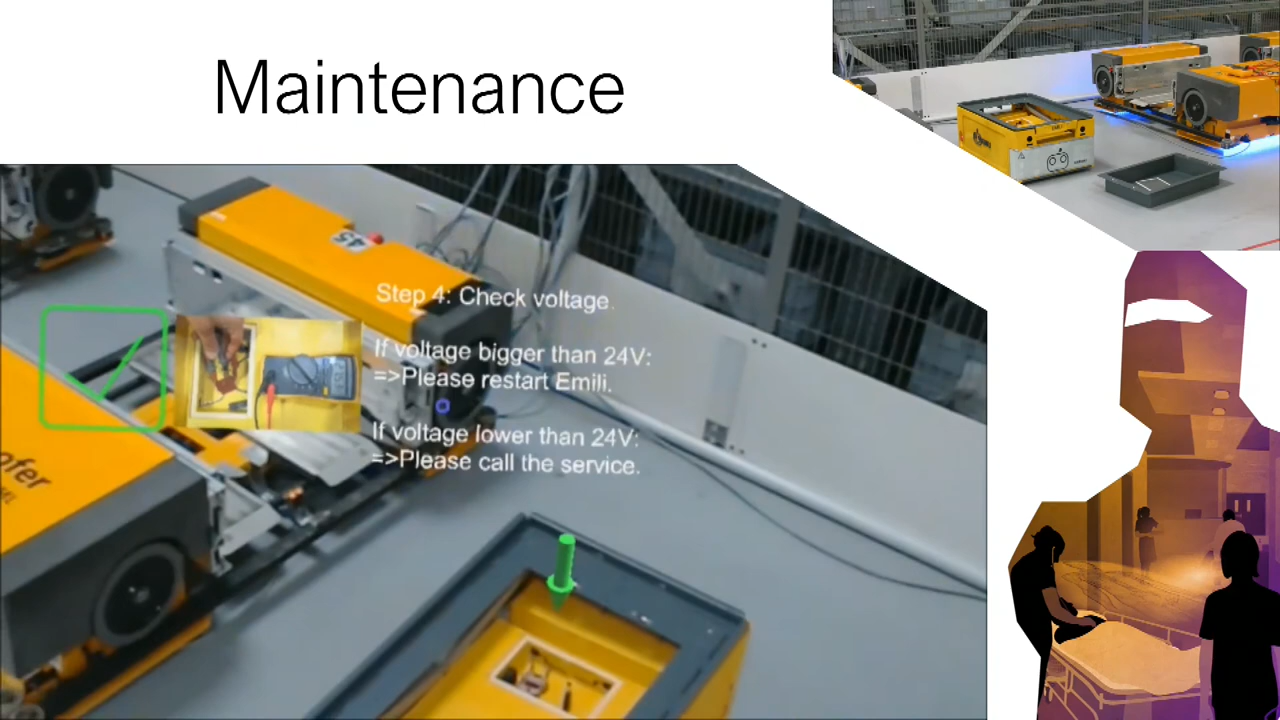 Maintenance
45
Step 4: Check voltage.
If voltage bigger than 24V:
=>Please restart Emili.
If voltage lower than 24V:
=>Please call the service.